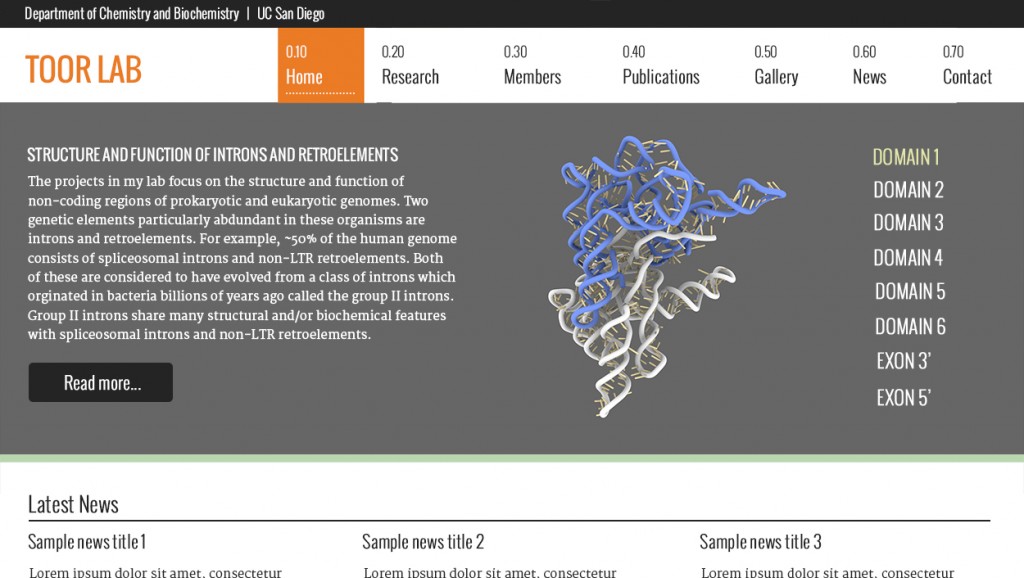 Department of Chemistry and Biochemistry | UC San Diego
TOOR LAB
0.10
Home
0.20
Research
0.30
Members
0.40
Publications
0.50
Gallery
0.60
News
0.70
Contact
STRUCTURE AND FUNCTION OF INTRONS AND RETROELEMENTS
The projects in my lab focus on the structure and function of
non-coding regions of prokaryotic and eukaryotic genomes. Two
genetic elements particularly abdundant in these organisms are
introns and retroelements. For example, ~50% of the human genome
consists of spliceosomal introns and non-LTR retroelements. Both
of these are considered to have evolved from a class of introns which
orginated in bacteria billions of years ago called the group II introns.
Group II introns share many structural and/or biochemical features
with spliceosomal introns and non-LTR retroelements.
Read more...
DOMAIN 1
DOMAIN 2
DOMAIN 3
DOMAIN 4
DOMAIN 5
DOMAIN 6
EXON 3'
EXON 5'
Latest News
Sample news title 1
Lorem ipsum dolor sit amet, consectetur
Sample news title 2
Lorem ipsum dolor sit amet, consectetur
Sample news title 3
Lorem ipsum dolor sit amet, consectetur